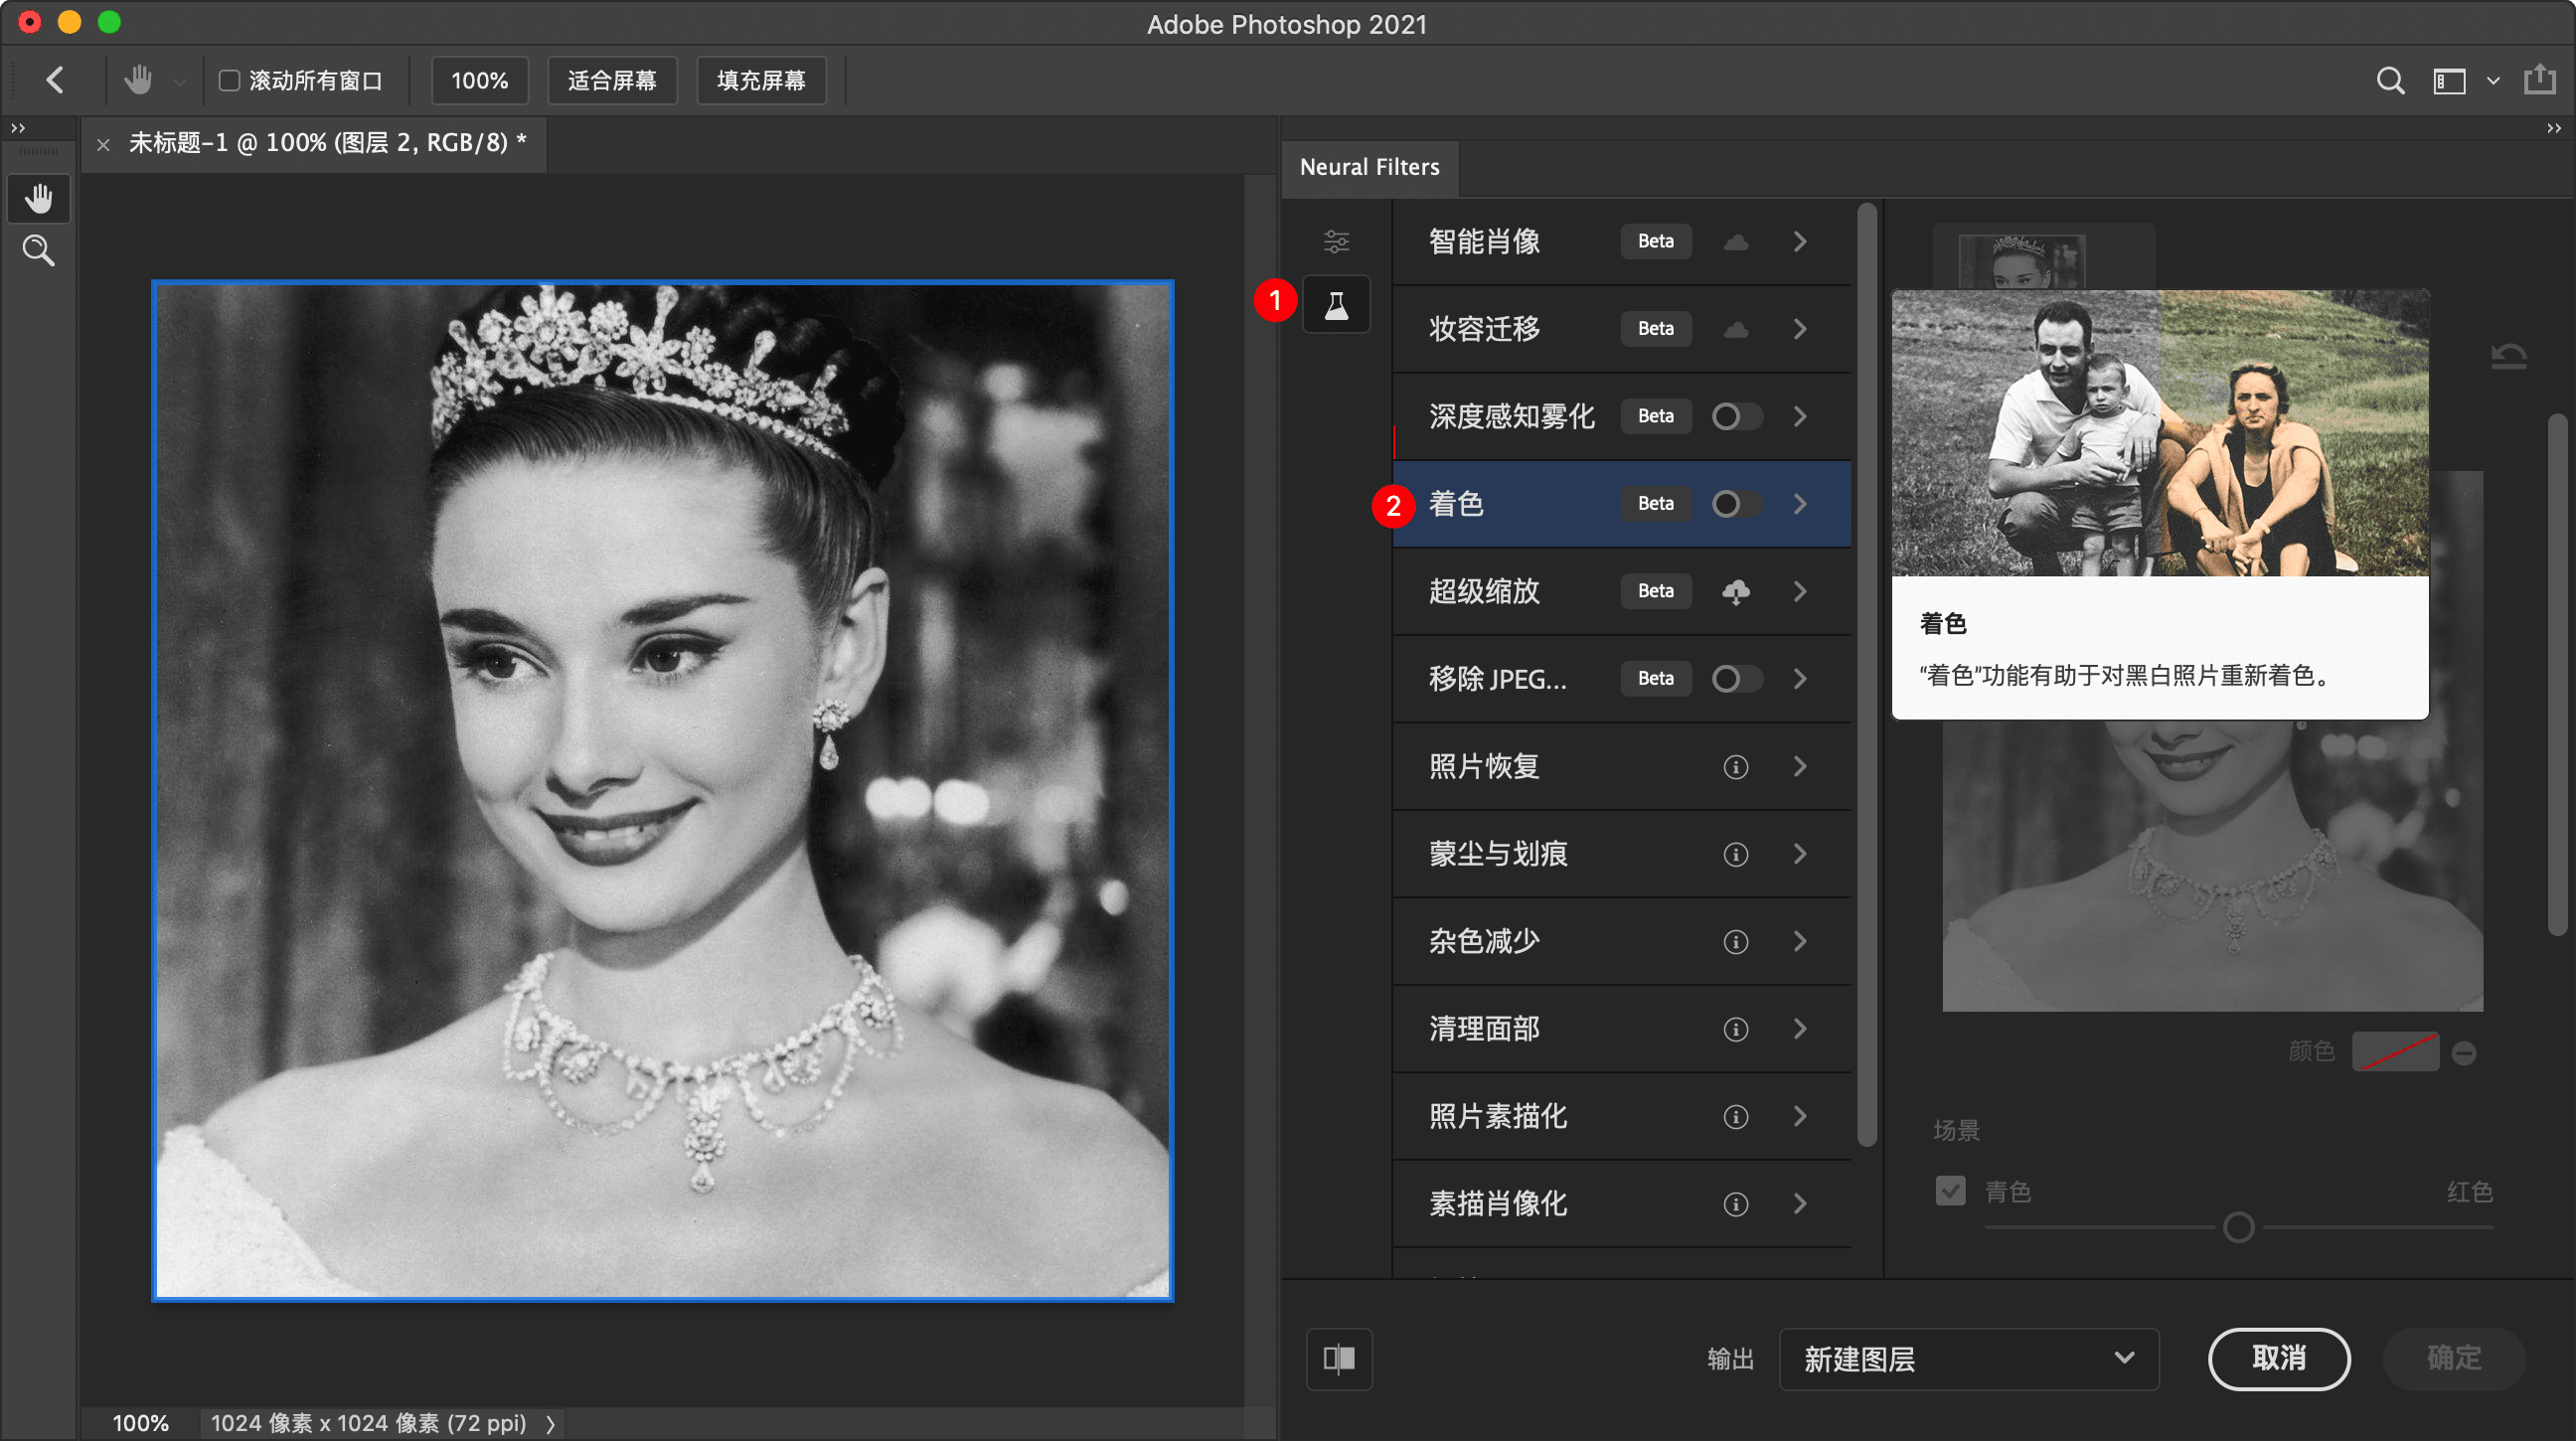 Adobe Photoshop 2021
滚动所有窗口
100%
适合屏幕
填充屏幕
未标题-1 @ 100% (图层 2, RGB/8) *
Neural Filters
1
智能肖像 Beta
妆容迁移 Beta
深度感知雾化 Beta
2
着色 Beta
超级缩放 Beta
移除 JPEG... Beta
照片恢复
蒙尘与划痕
杂色减少
清理面部
照片素描化
素描肖像化
着色
“着色”功能有助于对黑白照片重新着色。
颜色
场景
青色 红色
输出 新建图层
取消
确定
100%
1024 像素 x 1024 像素 (72 ppi)